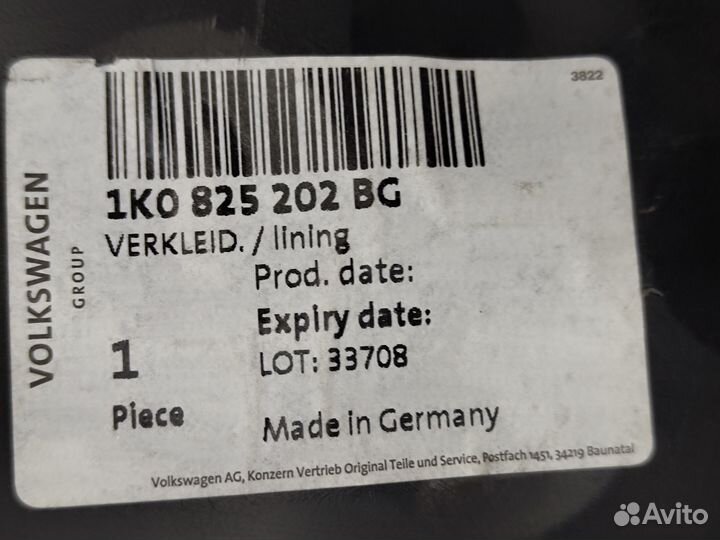 3822
VOLKSWAGEN
GROUP
1K0 825 202 BG
VERKLEID. / lining
Prod. date:
Expiry date:
1
LOT: 33708
Piece
Made in Germany
Volkswagen AG, Konzern Vertrieb Original Teile und Service, Postfach 1451, 34219 Baunatal
Avito